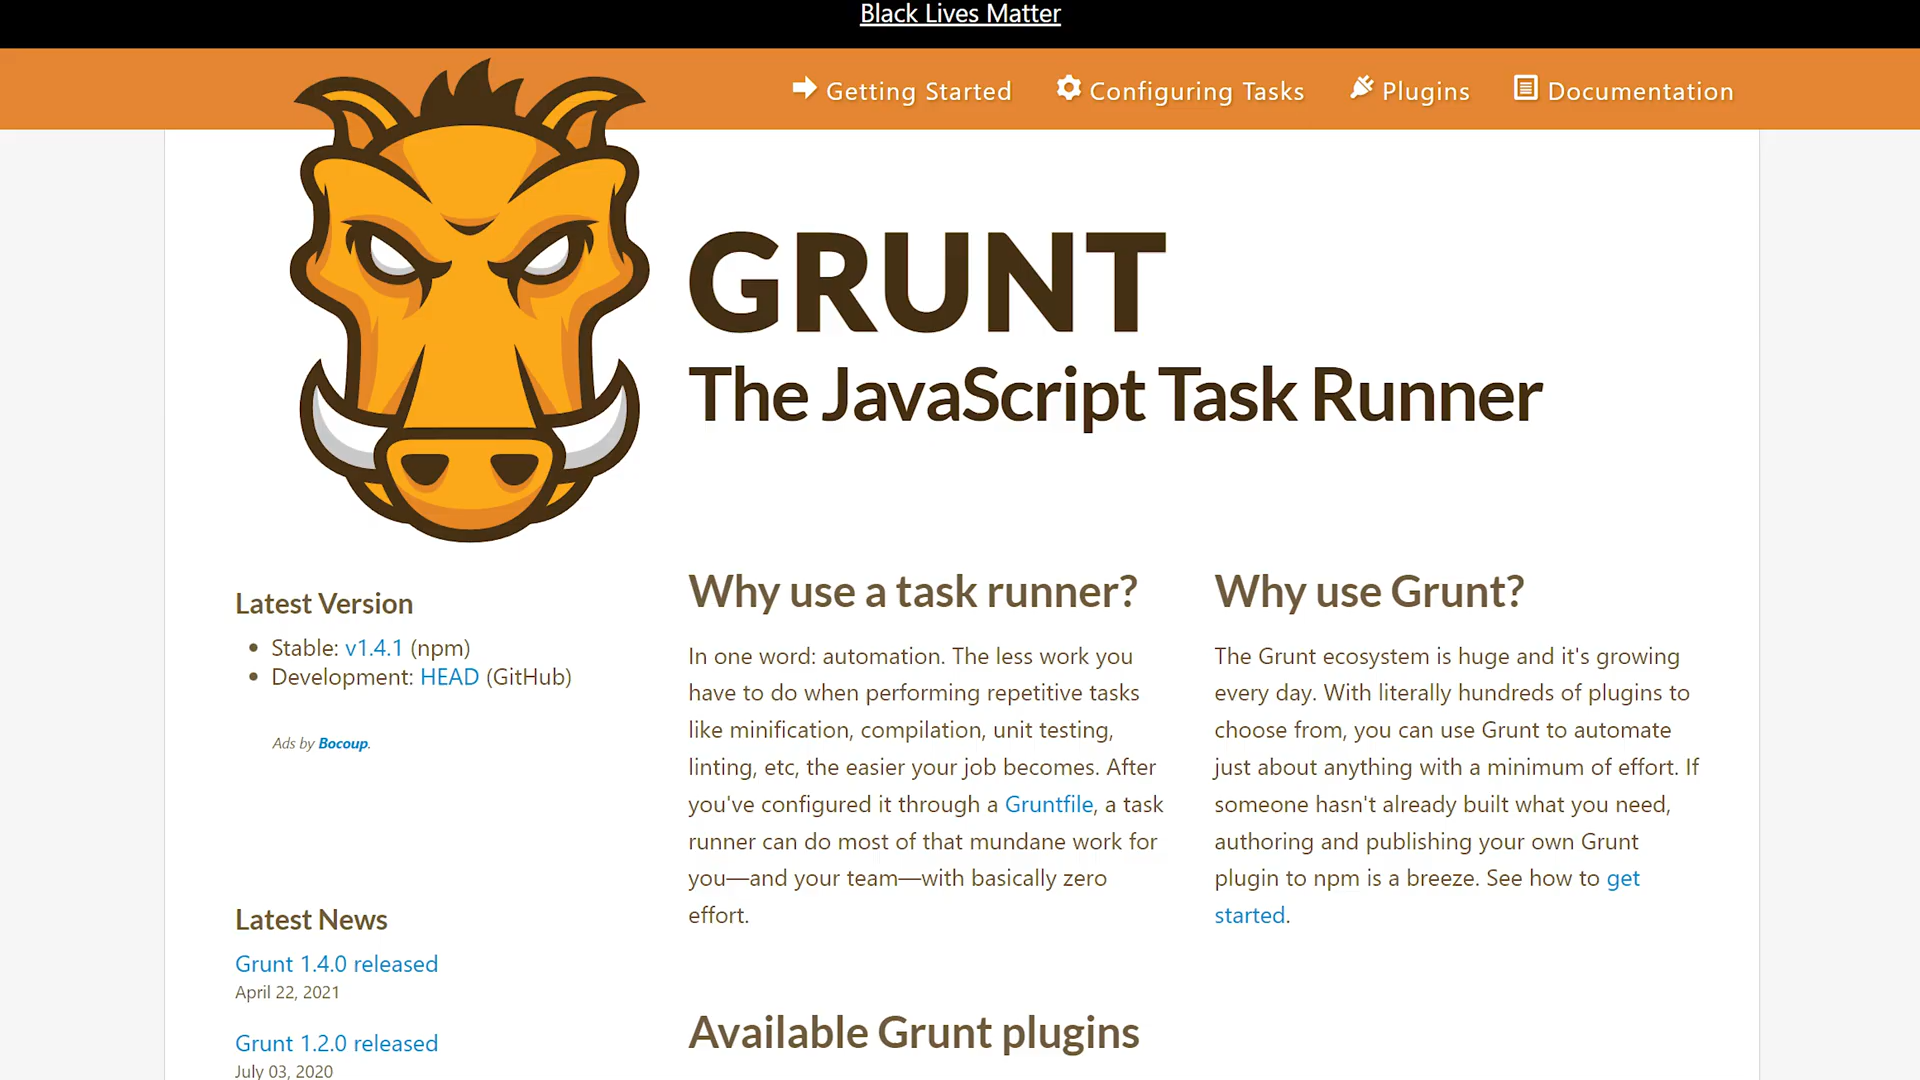 Black Lives Matter
Getting Started
Configuring Tasks
Plugins
Documentation
GRUNT
The JavaScript Task Runner
Latest Version
Stable: v1.4.1 (npm)
Development: HEAD (GitHub)
Ads by Bocoup.
Latest News
Grunt 1.4.0 released
April 22, 2021
Grunt 1.2.0 released
July 03, 2020
Why use a task runner?
In one word: automation. The less work you
have to do when performing repetitive tasks
like minification, compilation, unit testing,
linting, etc, the easier your job becomes. After
you've configured it through a Gruntfile, a task
runner can do most of that mundane work for
you—and your team—with basically zero
effort.
Why use Grunt?
The Grunt ecosystem is huge and it's growing
every day. With literally hundreds of plugins to
choose from, you can use Grunt to automate
just about anything with a minimum of effort. If
someone hasn't already built what you need,
authoring and publishing your own Grunt
plugin to npm is a breeze. See how to get
started.
Available Grunt plugins